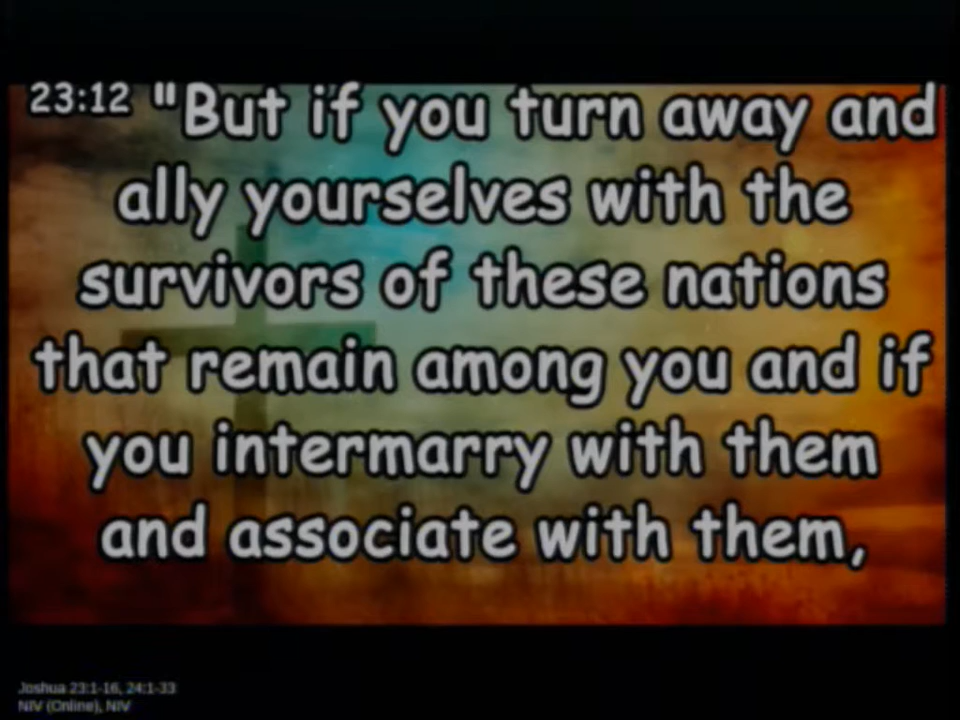 23:12 "But if you turn away and
ally yourselves with the
survivors of these nations
that remain among you and if
you intermarry with them
and associate with them,
Joshua 23:1-16, 24:1-33
NIV (Online), NIV